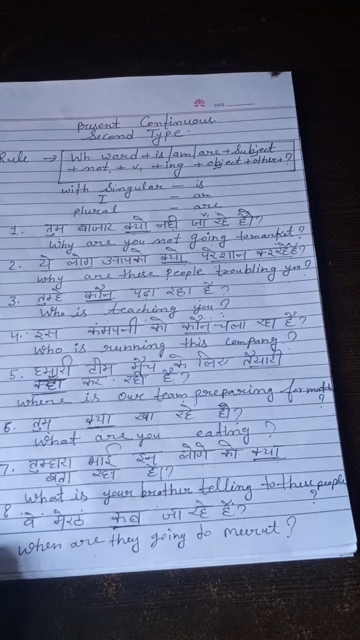 Present Continuous
Second Type.
Rule → Wh. word + is/am/are + Subject
+ not, + v, + ing + object + others?
with Singular - is
I - am
plural - are
1. तुम बाजार क्यो नही जा रहे हो?
Why are you not going to market?
2. ये लोग आपको क्यो परेशान कर रहे है?
why are these people troubling you?
3. तुम्हे कौन पढ़ा रहा है?
Who is teaching you?
4. इस कम्पनी को कौन चला रहा है?
Who is running this company?
5. हमारी टीम मैच के लिए तैयारी
कहा कर रही है?
where is our team preparing for match?
6. तुम क्या खा रहे हो?
What are you eating?
7. तुम्हारा भाई इन लोगो को क्या
बता रहा है?
What is your brother telling to these people?
8. वे मेरठ कब जा रहे है?
when are they going to meerut?